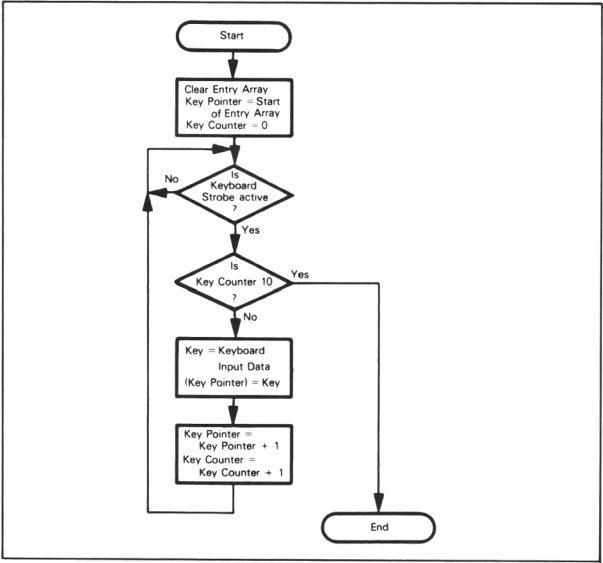 Start
Clear Entry Array
Key Pointer = Start
of Entry Array
Key Counter = 0
Is
Keyboard
Strobe active
?
No
Yes
Is
Key Counter 10
?
Yes
No
Key = Keyboard
Input Data
(Key Pointer) = Key
Key Pointer =
Key Pointer + 1
Key Counter =
Key Counter + 1
End